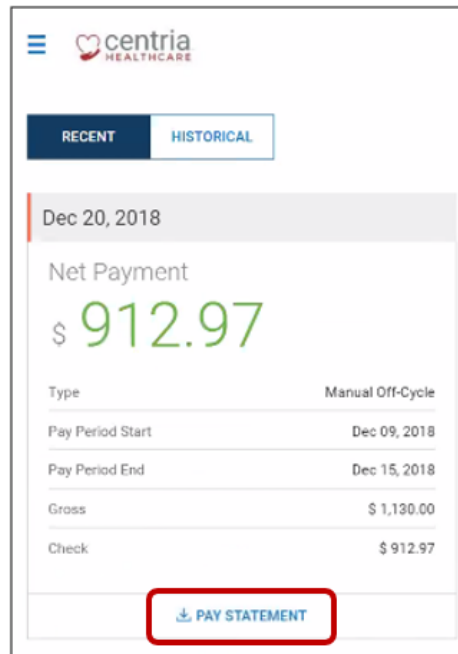 centria
HEALTHCARE
RECENT HISTORICAL
Dec 20, 2018
Net Payment
$ 912.97
Type Manual Off-Cycle
Pay Period Start Dec 09, 2018
Pay Period End Dec 15, 2018
Gross $ 1,130.00
Check $ 912.97
PAY STATEMENT